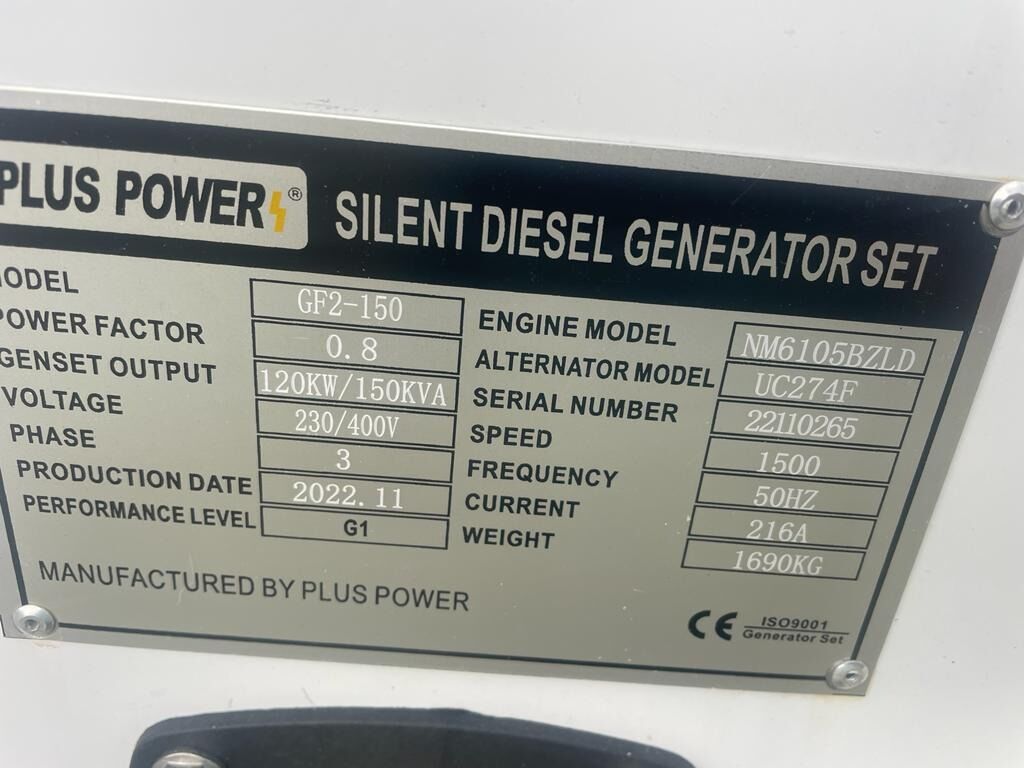 PLUS POWER ®
SILENT DIESEL GENERATOR SET
MODEL GF2-150
POWER FACTOR 0.8
GENSET OUTPUT 120KW/150KVA
VOLTAGE 230/400V
PHASE 3
PRODUCTION DATE 2022.11
PERFORMANCE LEVEL G1
ENGINE MODEL NM6105BZLD
ALTERNATOR MODEL UC274F
SERIAL NUMBER 22110265
SPEED 1500
FREQUENCY 50HZ
CURRENT 216A
WEIGHT 1690KG
MANUFACTURED BY PLUS POWER
CE ISO9001
Generator Set